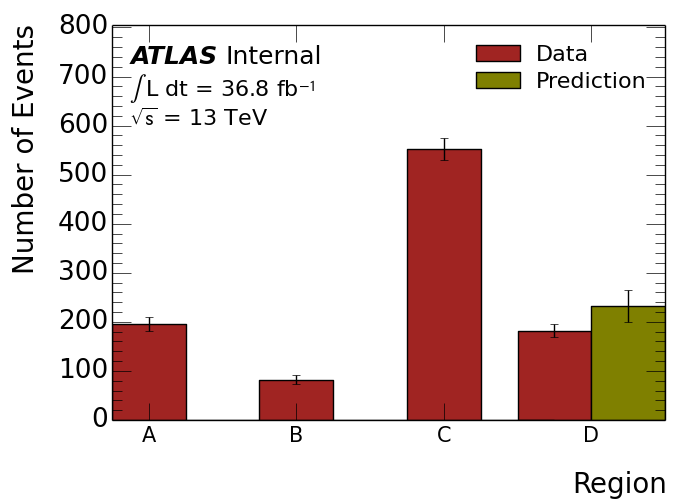 Number of Events
800
700
600
500
400
300
200
100
0
ATLAS Internal
∫L dt = 36.8 fb⁻¹
√s = 13 TeV
Data
Prediction
A B C D
Region